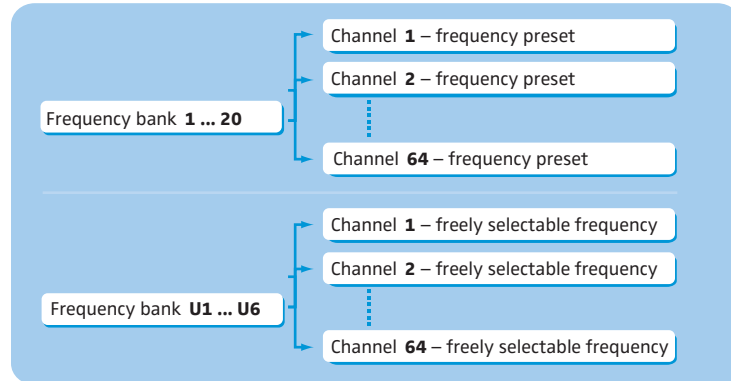 Channel 1 – frequency preset
Channel 2 – frequency preset
Frequency bank 1 ... 20
Channel 64 – frequency preset
Channel 1 – freely selectable frequency
Channel 2 – freely selectable frequency
Frequency bank U1 ... U6
Channel 64 – freely selectable frequency